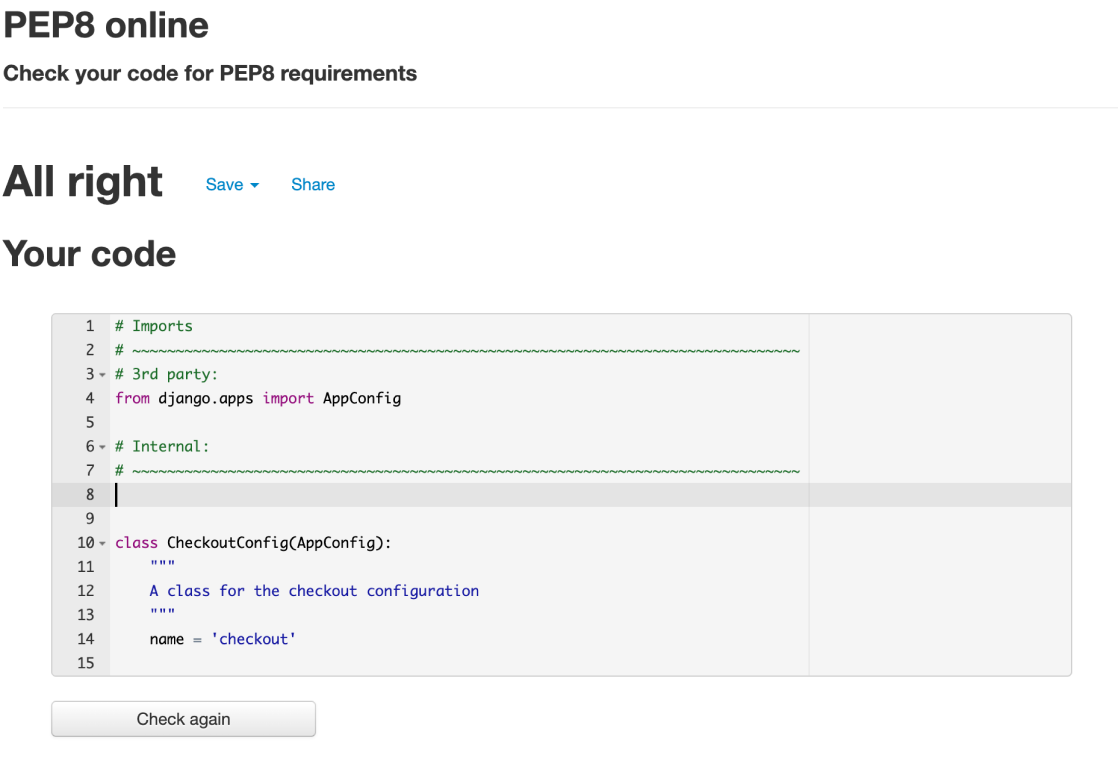 PEP8 online
Check your code for PEP8 requirements
All right Save Share
Your code
1 # Imports
2 # ~~~~~~~~~~~~~~~~~~~~~~~~~~~~~~~~~~~~~~~~~~~~~~~~~~~~~~~~~~~~~~~~~~~~~~~~~~~~~
3 # 3rd party:
4 from django.apps import AppConfig
5
6 # Internal:
7 # ~~~~~~~~~~~~~~~~~~~~~~~~~~~~~~~~~~~~~~~~~~~~~~~~~~~~~~~~~~~~~~~~~~~~~~~~~~~~~
8
9
10 class CheckoutConfig(AppConfig):
11     """
12     A class for the checkout configuration
13     """
14     name = 'checkout'
15
Check again